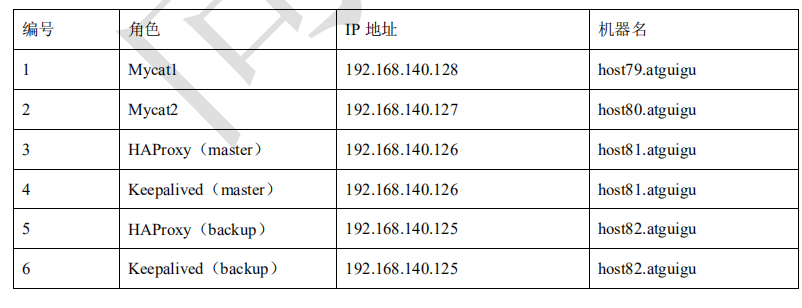 编号 角色 IP 地址 机器名
1 Mycat1 192.168.140.128 host79.atguigu
2 Mycat2 192.168.140.127 host80.atguigu
3 HAProxy（master） 192.168.140.126 host81.atguigu
4 Keepalived（master） 192.168.140.126 host81.atguigu
5 HAProxy（backup） 192.168.140.125 host82.atguigu
6 Keepalived（backup） 192.168.140.125 host82.atguigu